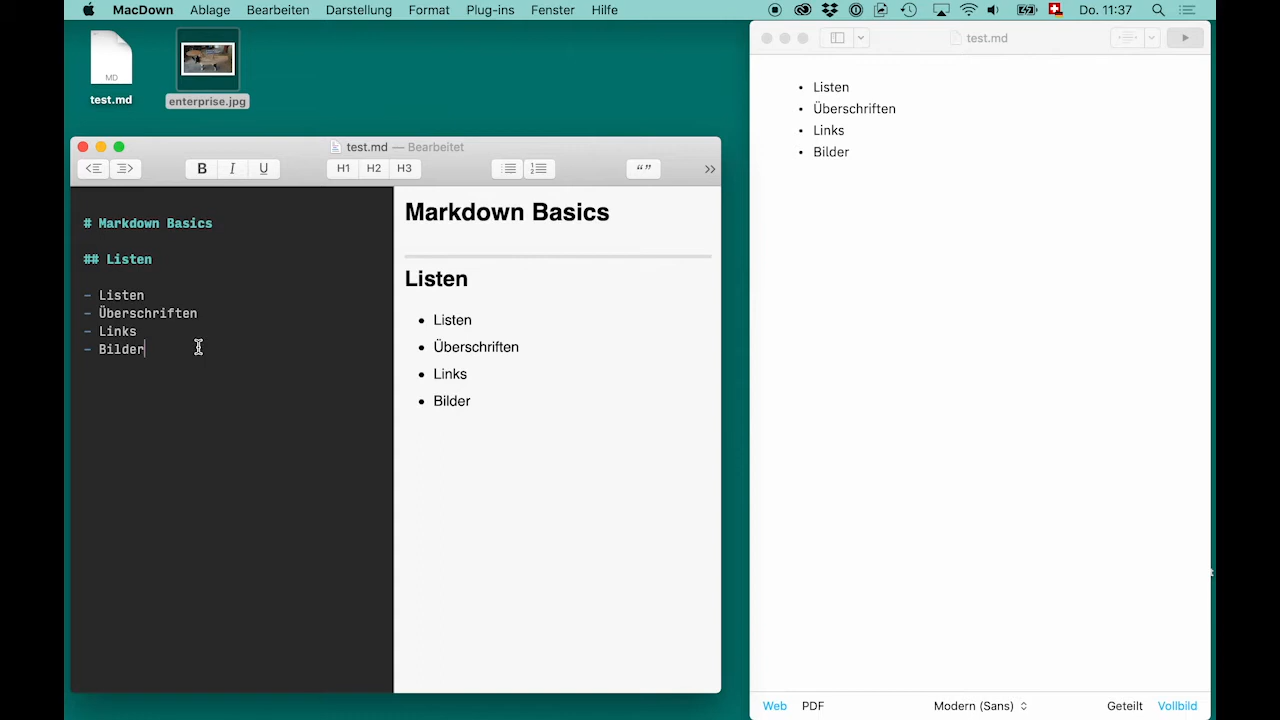 MacDown Ablage Bearbeiten Darstellung Format Plug-ins Fenster Hilfe Do. 11:37
MD
test.md
enterprise.jpg
test.md — Bearbeitet
B I U H1 H2 H3 “” »
# Markdown Basics
## Listen
- Listen
- Überschriften
- Links
- Bilder
Markdown Basics
Listen
• Listen
• Überschriften
• Links
• Bilder
test.md
• Listen
• Überschriften
• Links
• Bilder
Web PDF Modern (Sans) Geteilt Vollbild